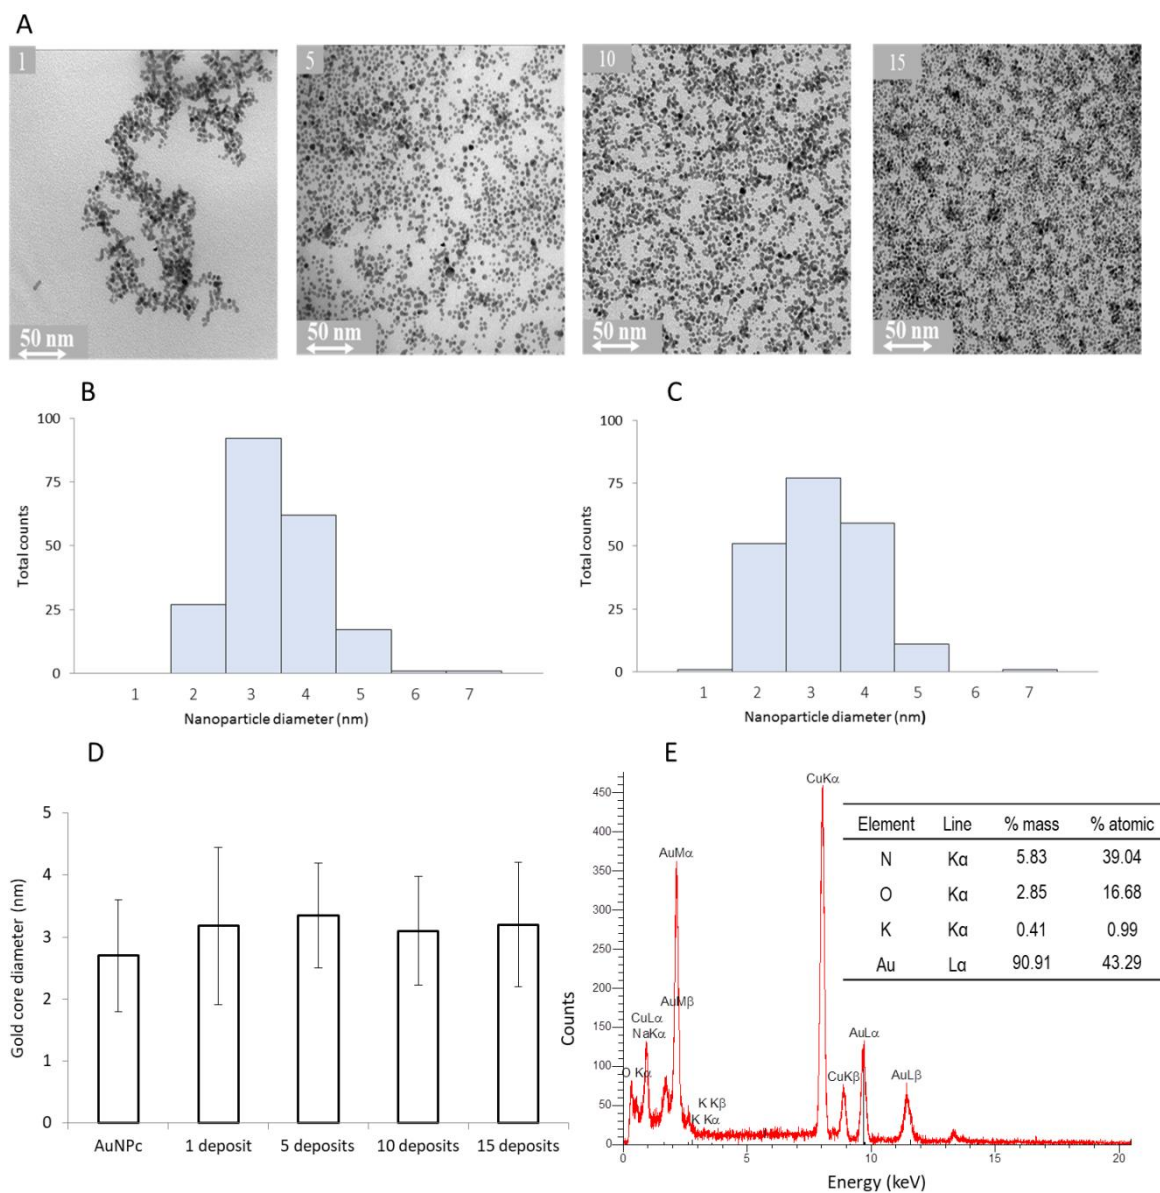 A
1
5
10
15
50 nm
50 nm
50 nm
50 nm
B
100
75
50
25
0
Total counts
1 2 3 4 5 6 7
Nanoparticle diameter (nm)
C
100
75
50
25
0
Total counts
1 2 3 4 5 6 7
Nanoparticle diameter (nm)
D
5
4
3
2
1
0
Gold core diameter (nm)
AuNPc 1 deposit 5 deposits 10 deposits 15 deposits
E
450
400
350
300
250
200
150
100
50
0
Counts
CuKα
AuMα
AuMβ
CuLα
NaKα
O Kα
K Kβ
K Kα
CuKβ
AuLα
AuLβ
0 5 10 15 20
Energy (keV)
Element Line % mass % atomic
N Kα 5.83 39.04
O Kα 2.85 16.68
K Kα 0.41 0.99
Au Lα 90.91 43.29